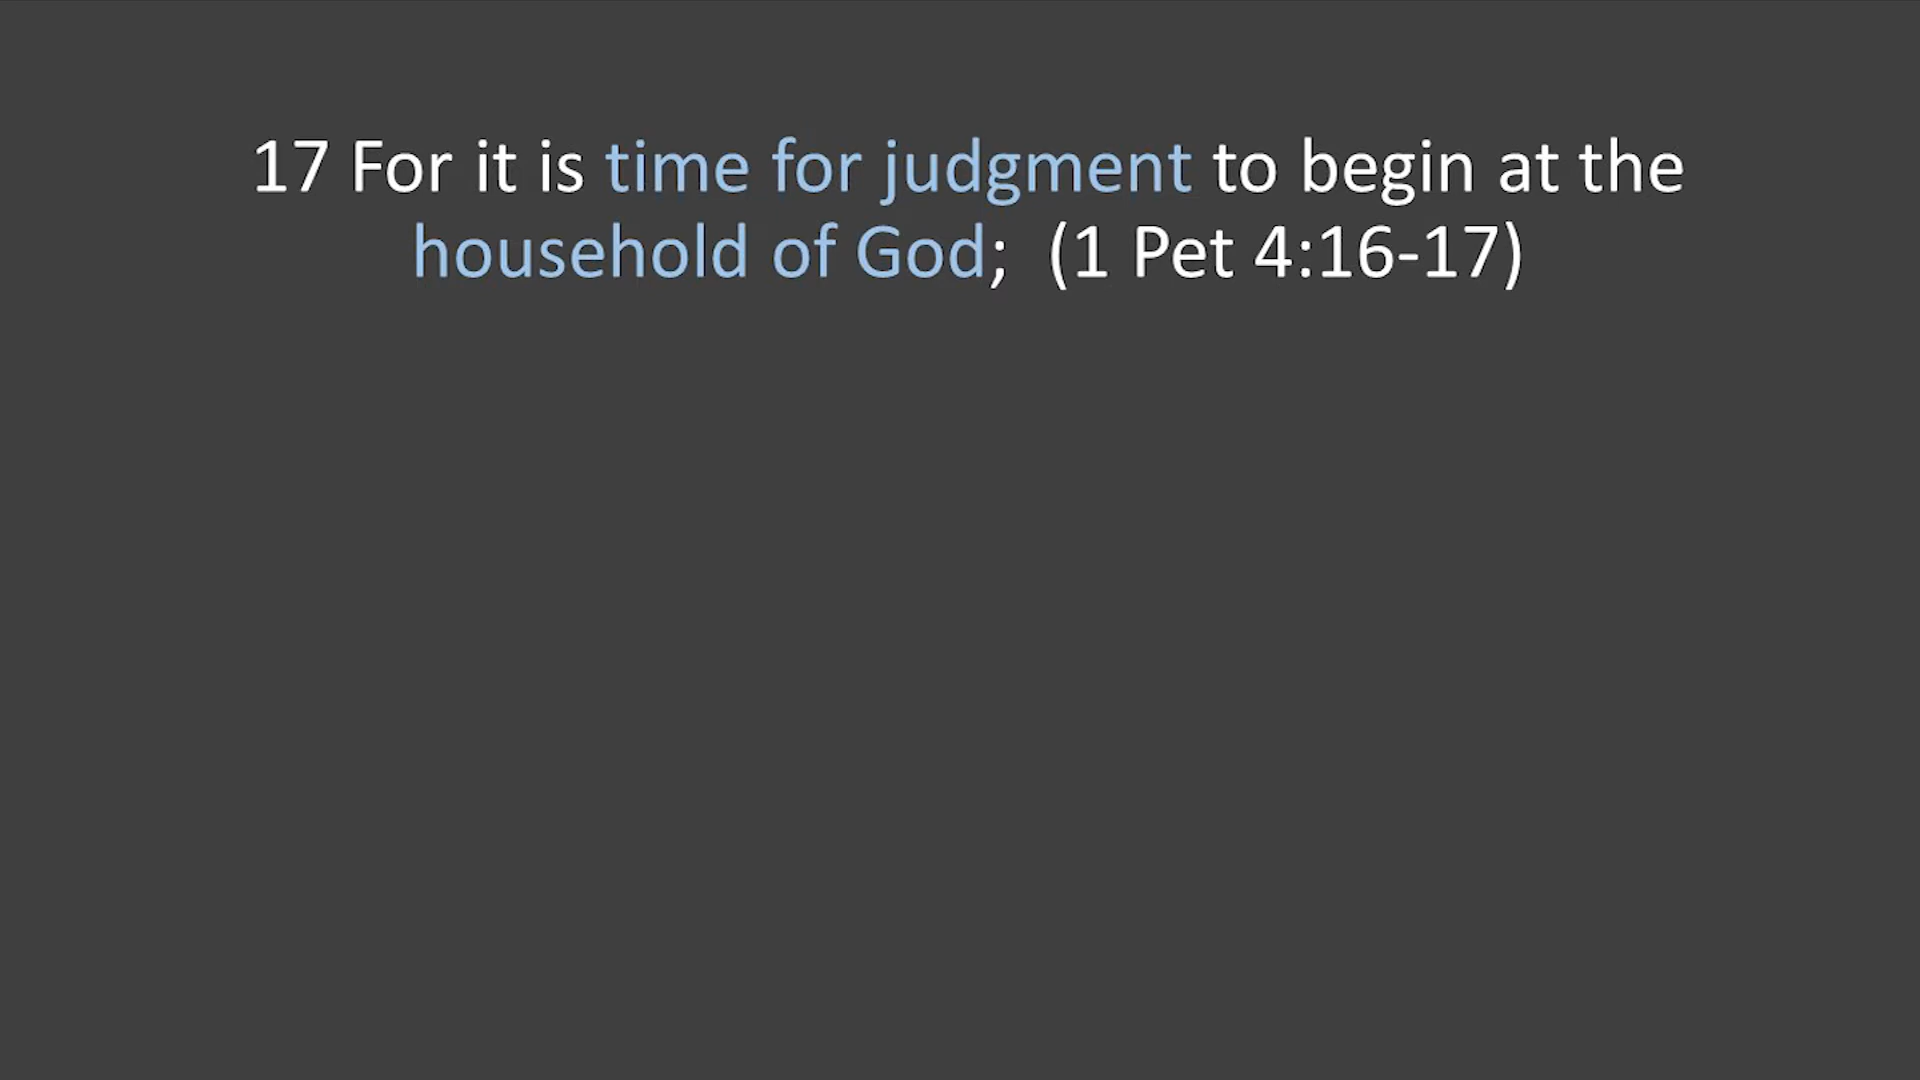 17 For it is time for judgment to begin at the
household of God;  (1 Pet 4:16-17)